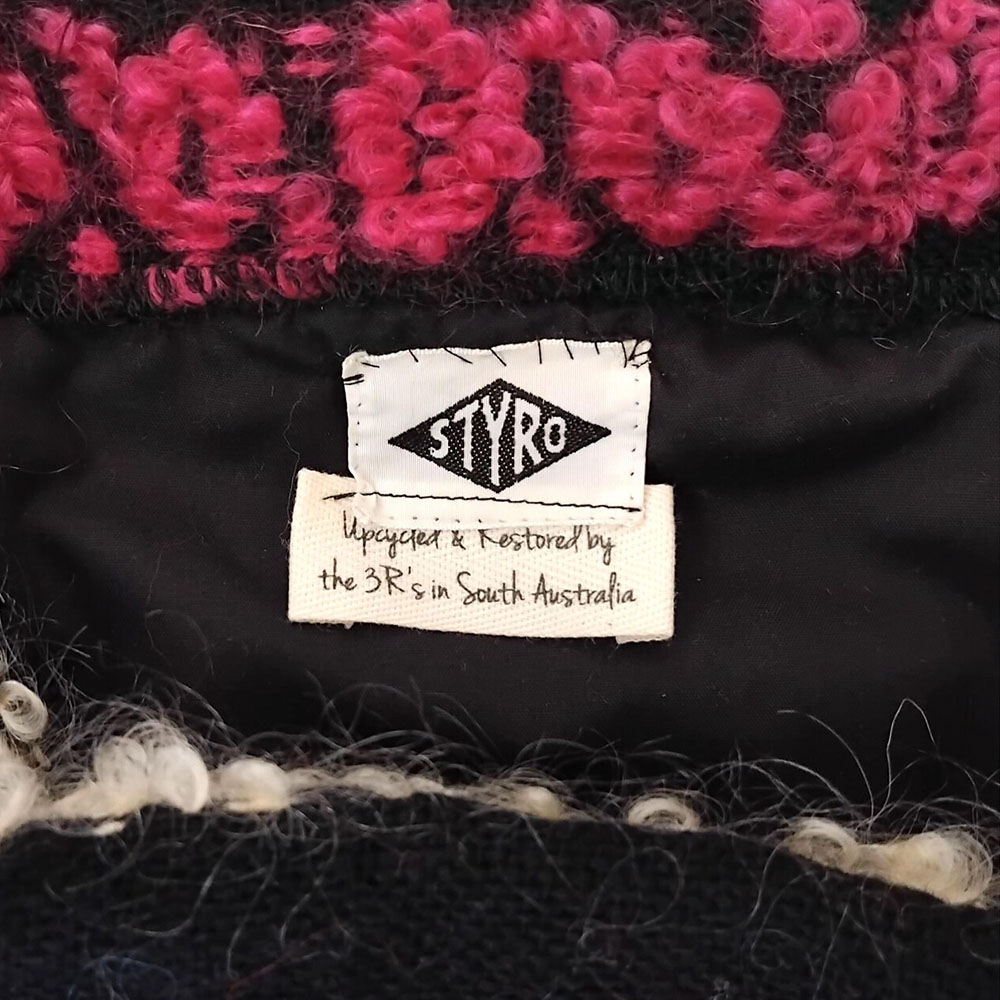 STYRO
Upcycled & Restored by
the 3R's in South Australia